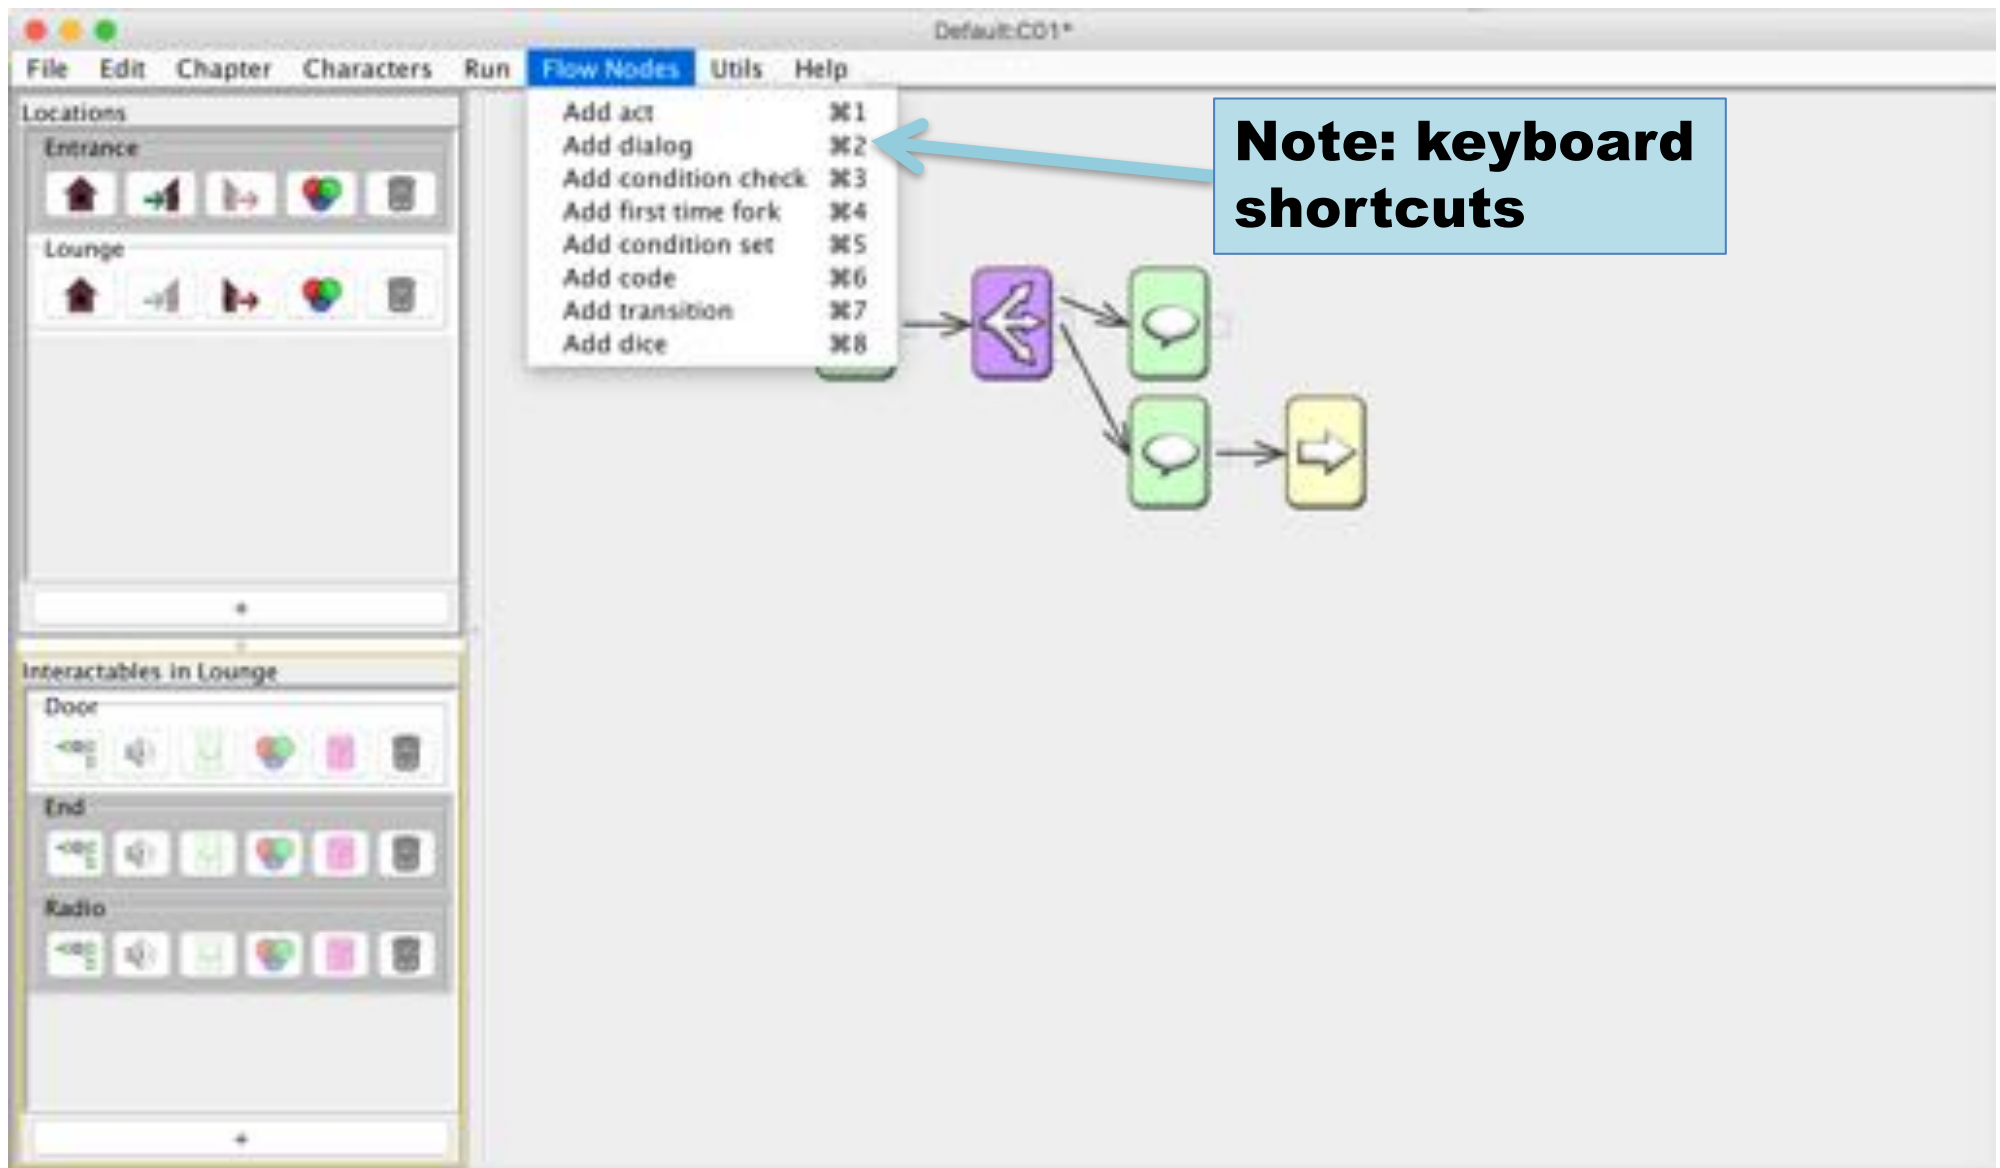 Default:C01*
File Edit Chapter Characters Run Flow Nodes Utils Help
Locations
Entrance
Lounge
+
Interactables in Lounge
Door
End
Radio
+
Add act ⌘1
Add dialog ⌘2
Add condition check ⌘3
Add first time fork ⌘4
Add condition set ⌘5
Add code ⌘6
Add transition ⌘7
Add dice ⌘8
Note: keyboard
shortcuts